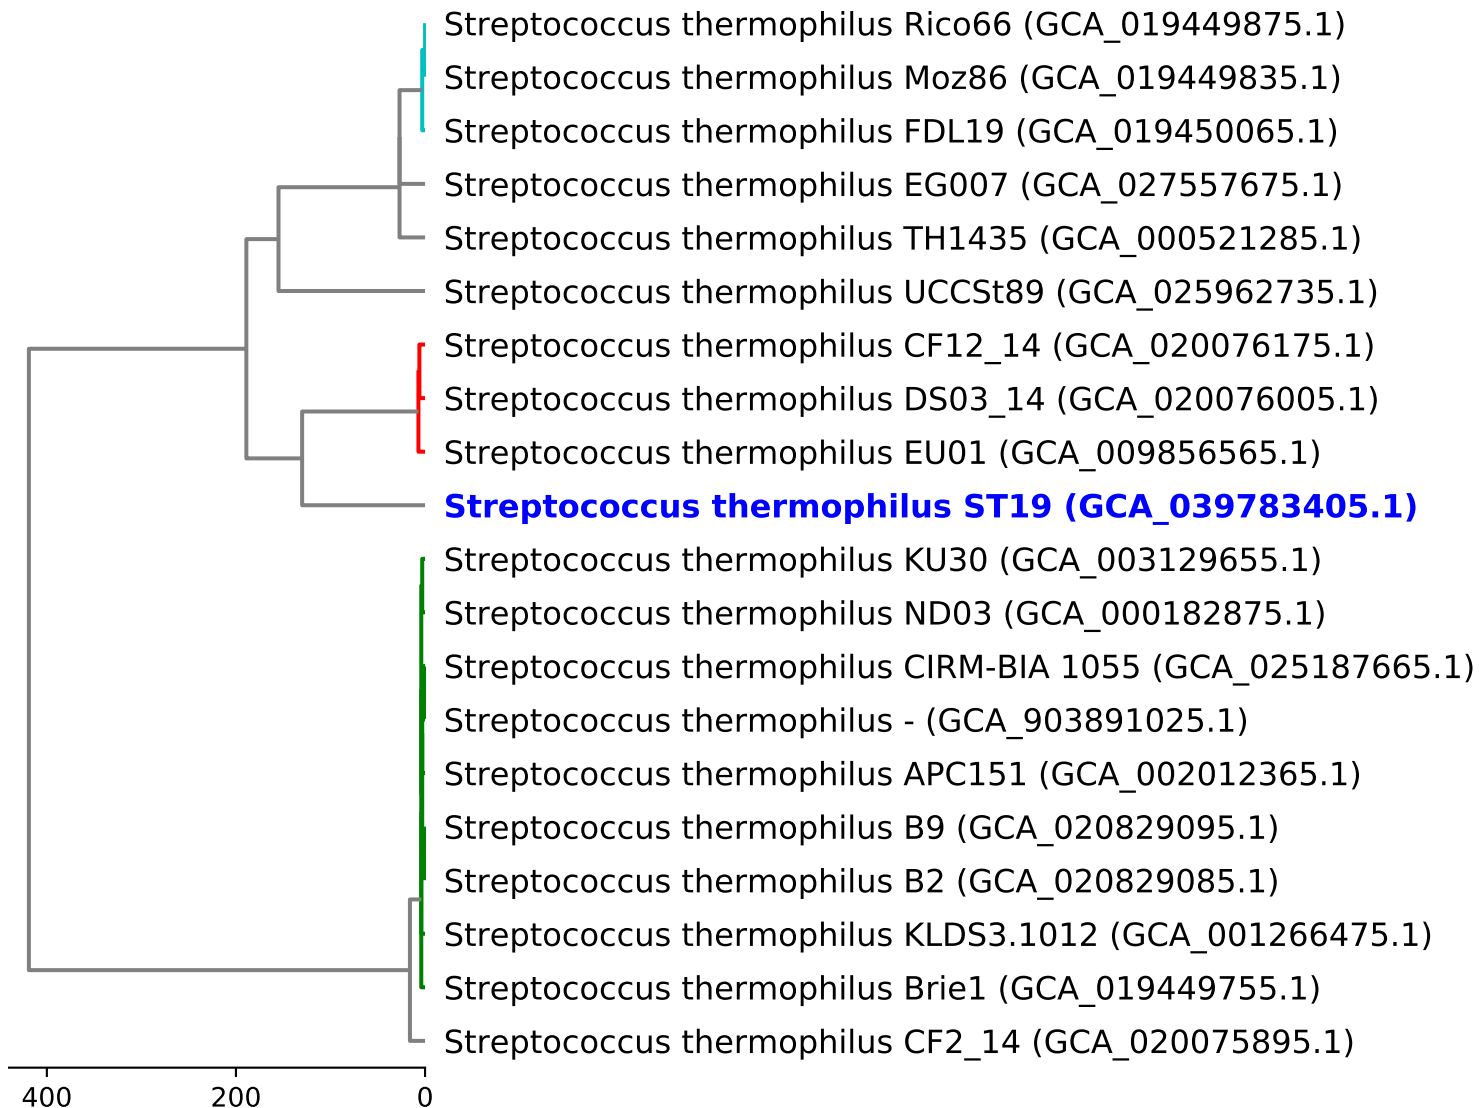 Streptococcus thermophilus Rico66 (GCA_019449875.1)
Streptococcus thermophilus Moz86 (GCA_019449835.1)
Streptococcus thermophilus FDL19 (GCA_019450065.1)
Streptococcus thermophilus EG007 (GCA_027557675.1)
Streptococcus thermophilus TH1435 (GCA_000521285.1)
Streptococcus thermophilus UCCSt89 (GCA_025962735.1)
Streptococcus thermophilus CF12_14 (GCA_020076175.1)
Streptococcus thermophilus DS03_14 (GCA_020076005.1)
Streptococcus thermophilus EU01 (GCA_009856565.1)
Streptococcus thermophilus ST19 (GCA_039783405.1)
Streptococcus thermophilus KU30 (GCA_003129655.1)
Streptococcus thermophilus ND03 (GCA_000182875.1)
Streptococcus thermophilus CIRM-BIA 1055 (GCA_025187665.1)
Streptococcus thermophilus - (GCA_903891025.1)
Streptococcus thermophilus APC151 (GCA_002012365.1)
Streptococcus thermophilus B9 (GCA_020829095.1)
Streptococcus thermophilus B2 (GCA_020829085.1)
Streptococcus thermophilus KLDS3.1012 (GCA_001266475.1)
Streptococcus thermophilus Brie1 (GCA_019449755.1)
Streptococcus thermophilus CF2_14 (GCA_020075895.1)
400 200 0